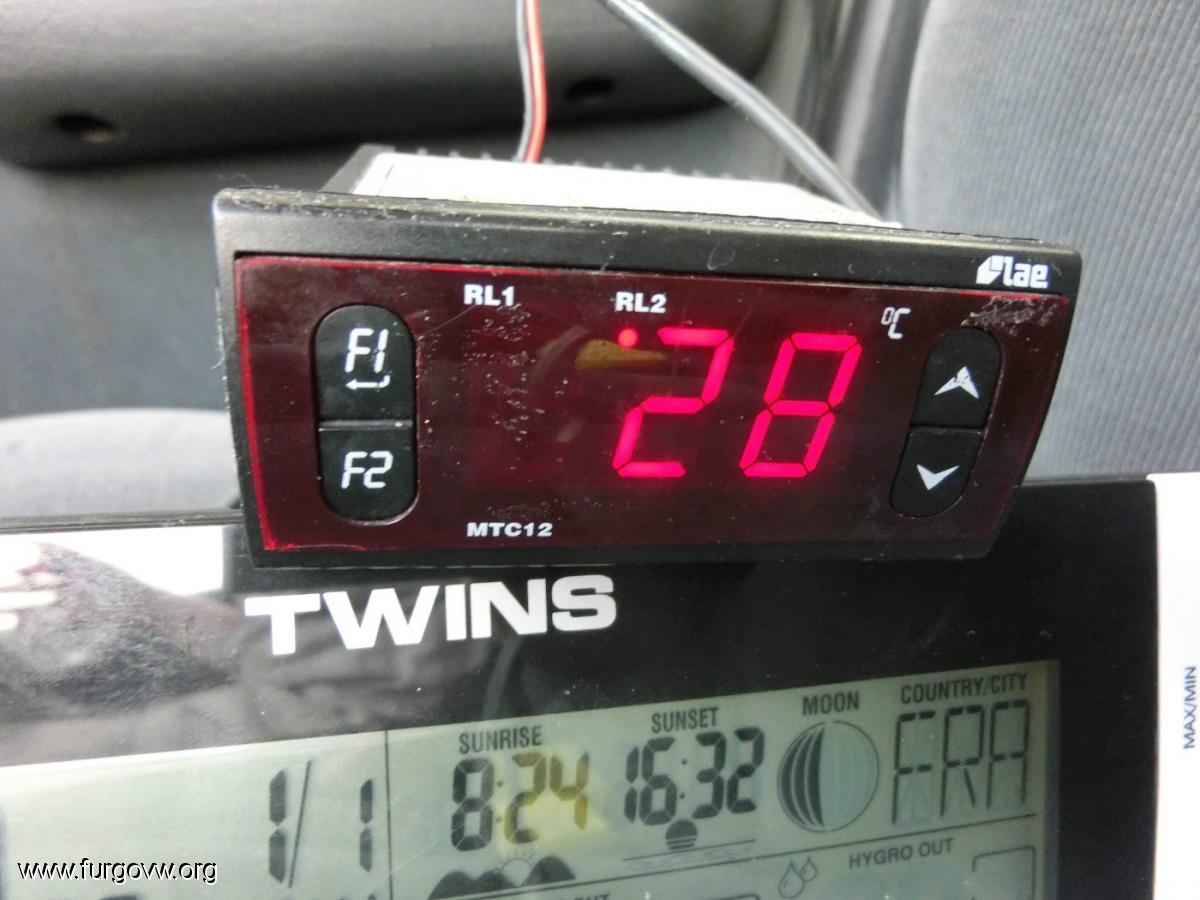 lae
RL1
RL2
°C
F1
28
F2
MTC12
TWINS
MAX/MIN
SUNRISE
SUNSET
MOON
COUNTRY/CITY
1/1
8:24
16:32
FRA
HYGRO OUT
www.furgovw.org